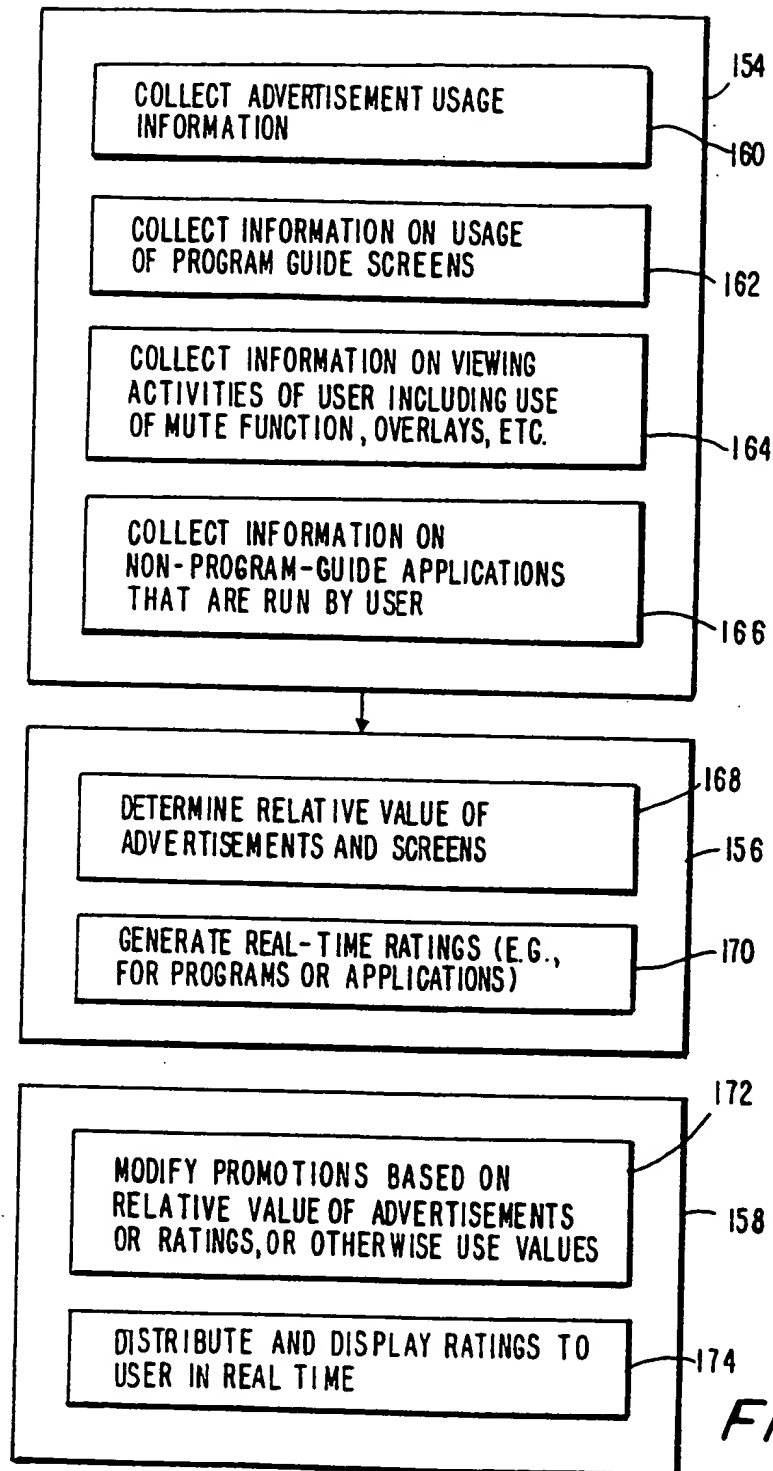 154
COLLECT ADVERTISEMENT USAGE
INFORMATION
160
COLLECT INFORMATION ON USAGE
OF PROGRAM GUIDE SCREENS
162
COLLECT INFORMATION ON VIEWING
ACTIVITIES OF USER INCLUDING USE
OF MUTE FUNCTION, OVERLAYS, ETC.
164
COLLECT INFORMATION ON
NON-PROGRAM-GUIDE APPLICATIONS
THAT ARE RUN BY USER
166
168
DETERMINE RELATIVE VALUE OF
ADVERTISEMENTS AND SCREENS
156
GENERATE REAL-TIME RATINGS (E.G.,
FOR PROGRAMS OR APPLICATIONS)
170
172
MODIFY PROMOTIONS BASED ON
RELATIVE VALUE OF ADVERTISEMENTS
OR RATINGS, OR OTHERWISE USE VALUES
158
DISTRIBUTE AND DISPLAY RATINGS TO
USER IN REAL TIME
174